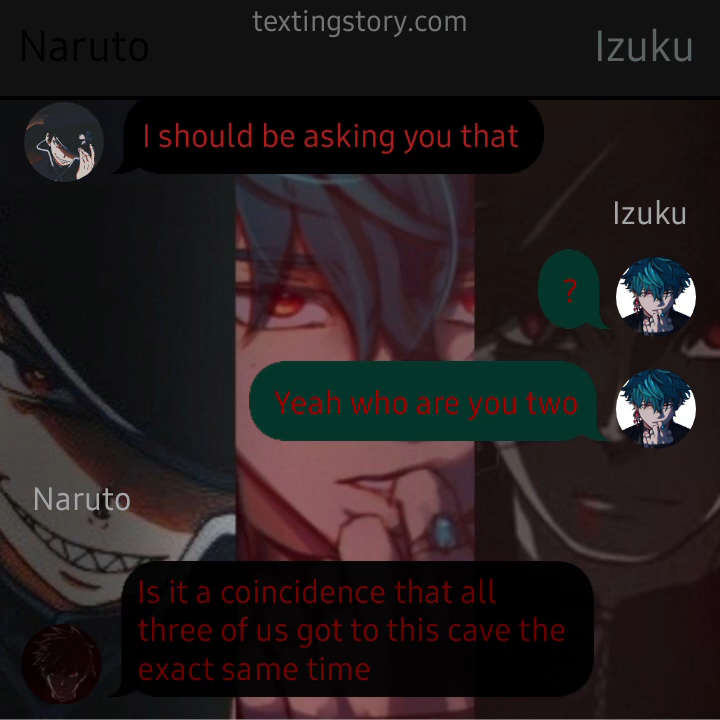 textingstory.com
Naruto
Izuku
I should be asking you that
Izuku
?
Yeah who are you two
Naruto
Is it a coincidence that all
three of us got to this cave the
exact same time